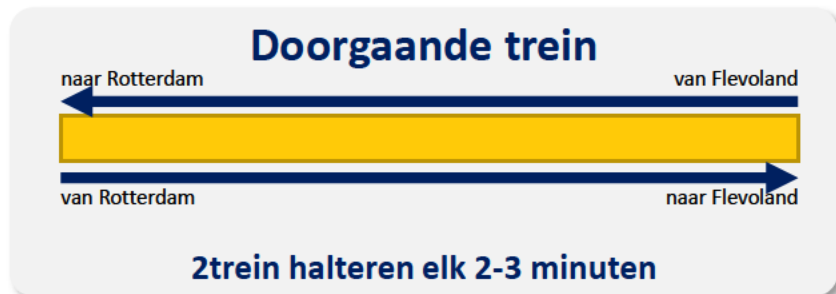 Doorgaande trein
naar Rotterdam van Flevoland
van Rotterdam naar Flevoland
2trein halteren elk 2-3 minuten